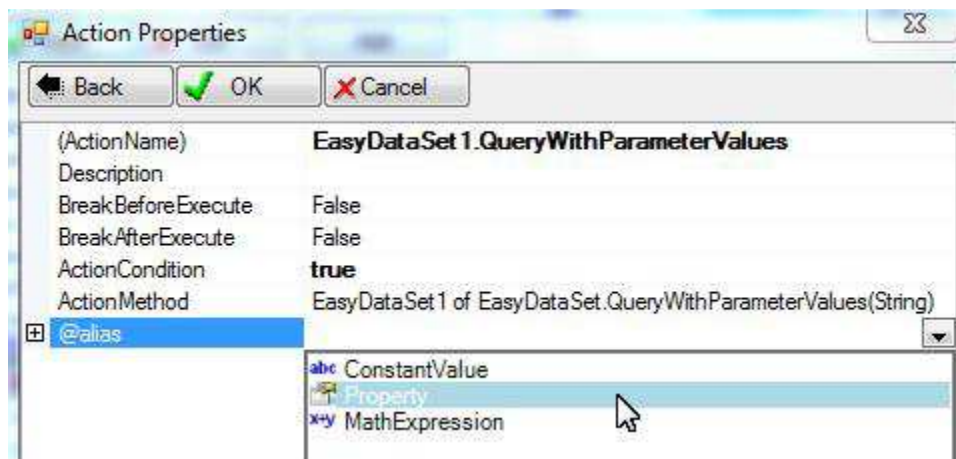 Action Properties
Back OK Cancel
(ActionName) EasyDataSet1.QueryWithParameterValues
Description
BreakBeforeExecute False
BreakAfterExecute False
ActionCondition true
ActionMethod EasyDataSet1 of EasyDataSet.QueryWithParameterValues(String)
@alias
abc ConstantValue
Property
x+y MathExpression